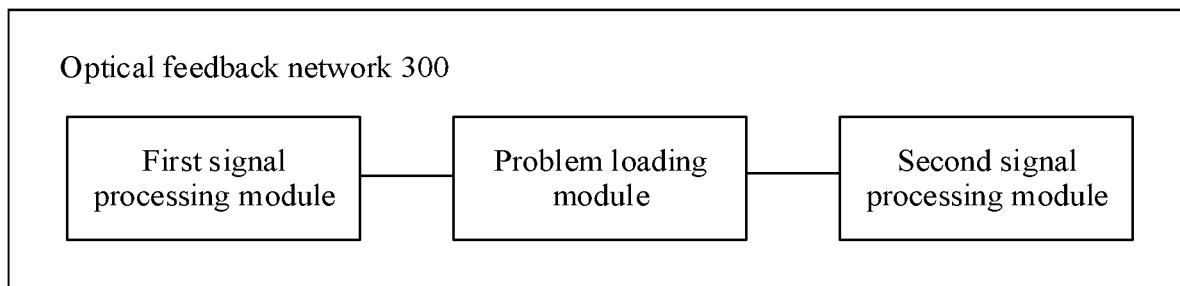 Optical feedback network 300
First signal
processing module
Problem loading
module
Second signal
processing module